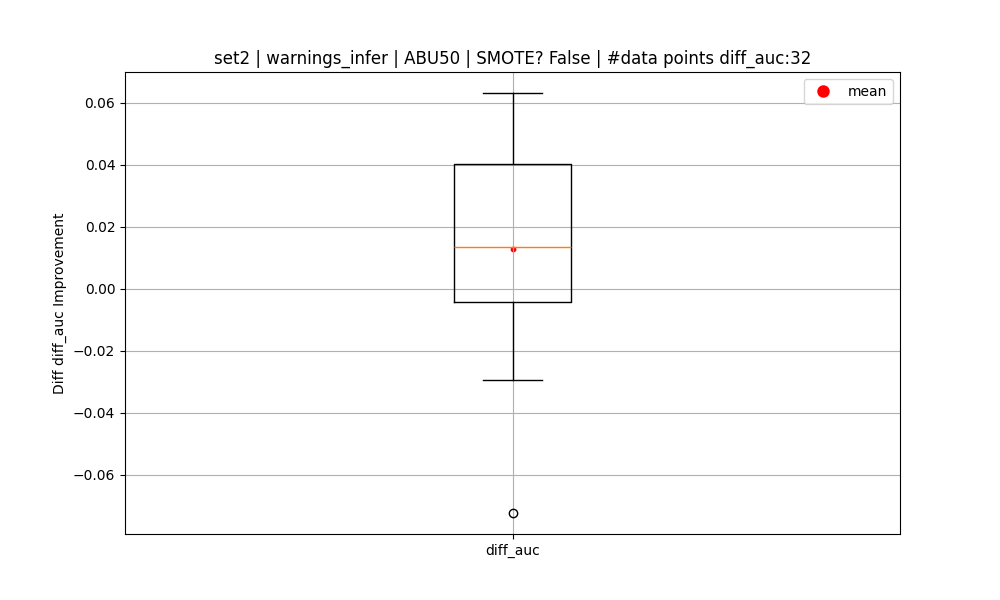 set2 | warnings_infer | ABU50 | SMOTE? False | #data points diff_auc:32
mean
0.06
0.04
0.02
0.00
−0.02
−0.04
−0.06
Diff diff_auc Improvement
diff_auc